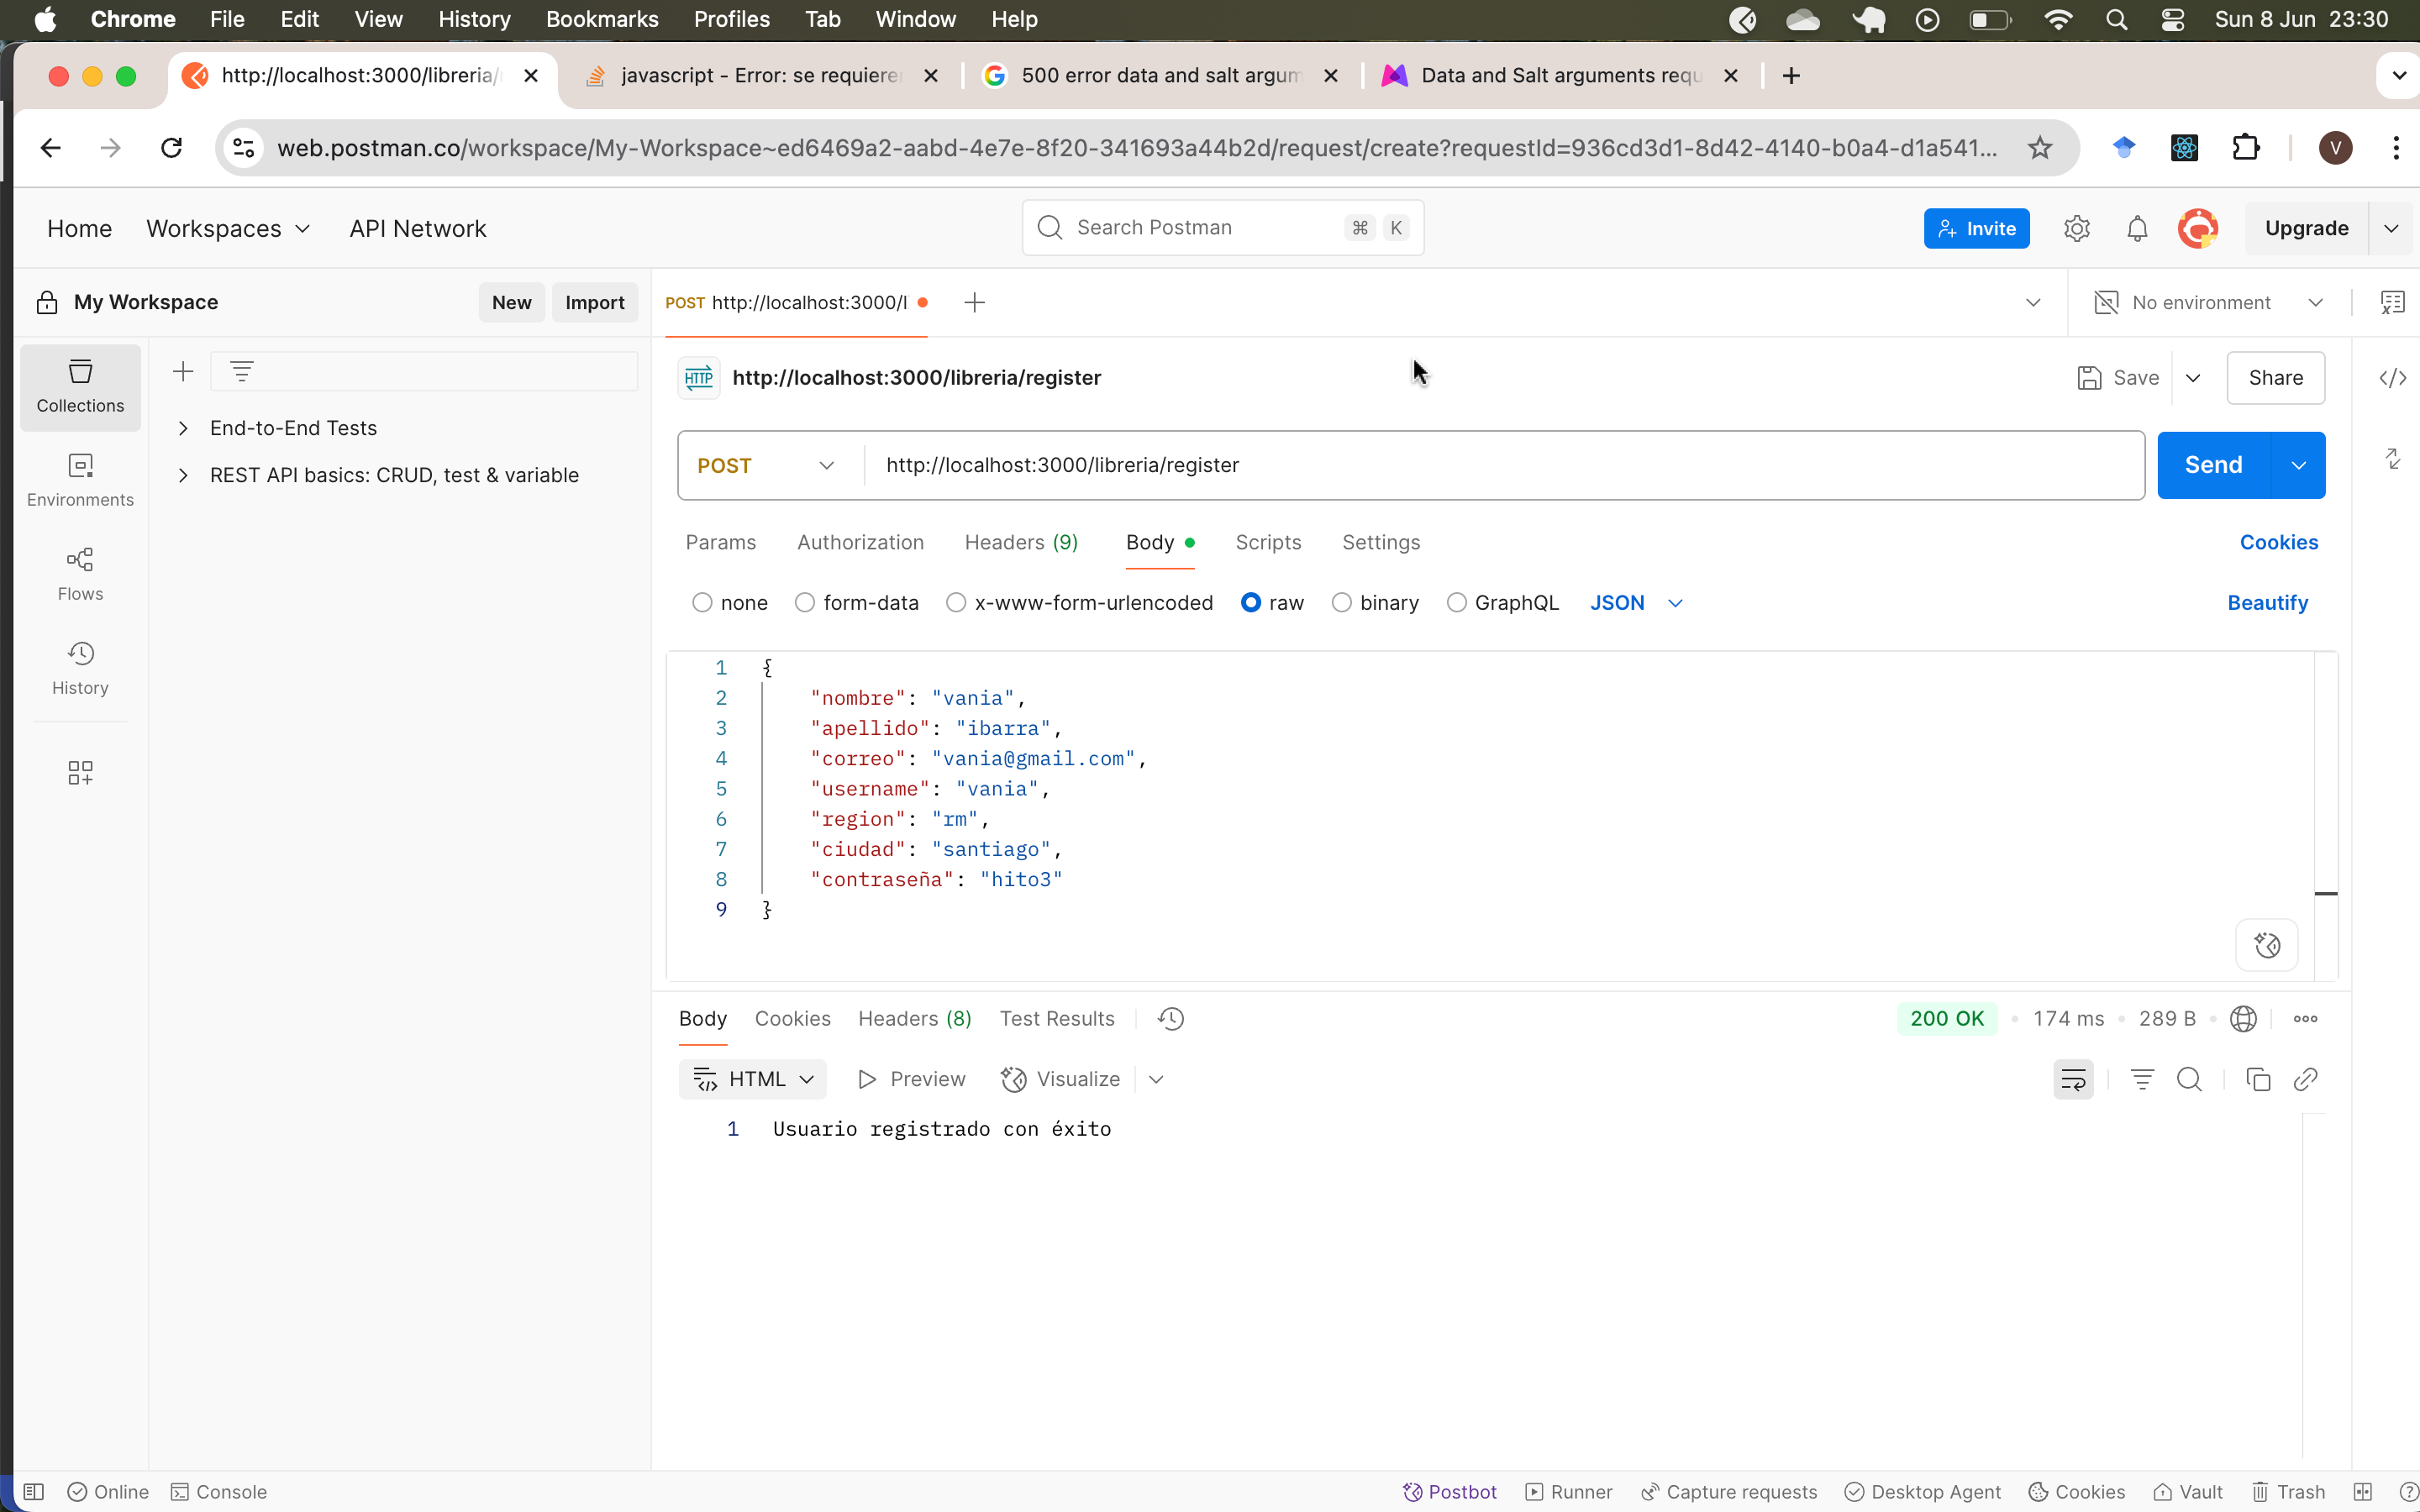 Chrome File Edit View History Bookmarks Profiles Tab Window Help Sun 8 Jun 23:30
http://localhost:3000/libreria/ javascript - Error: se requiere 500 error data and salt argum Data and Salt arguments requ
web.postman.co/workspace/My-Workspace~ed6469a2-aabd-4e7e-8f20-341693a44b2d/request/create?requestId=936cd3d1-8d42-4140-b0a4-d1a541... V
Home Workspaces API Network Search Postman ⌘ K Invite Upgrade
My Workspace New Import POST http://localhost:3000/l No environment
Collections
Environments
Flows
History
End-to-End Tests
REST API basics: CRUD, test & variable
HTTP http://localhost:3000/libreria/register Save Share
POST http://localhost:3000/libreria/register Send
Params Authorization Headers (9) Body Scripts Settings Cookies
none form-data x-www-form-urlencoded raw binary GraphQL JSON Beautify
1 {
2 "nombre": "vania",
3 "apellido": "ibarra",
4 "correo": "vania@gmail.com",
5 "username": "vania",
6 "region": "rm",
7 "ciudad": "santiago",
8 "contraseña": "hito3"
9 }
Body Cookies Headers (8) Test Results 200 OK 174 ms 289 B
HTML Preview Visualize
1 Usuario registrado con éxito
Online Console Postbot Runner Capture requests Desktop Agent Cookies Vault Trash